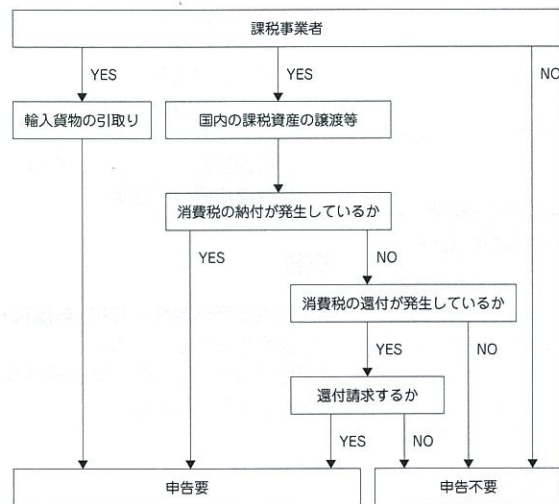 課税事業者
YES
YES
NO
輸入貨物の引取り
国内の課税資産の譲渡等
消費税の納付が発生しているか
YES
NO
消費税の還付が発生しているか
YES
NO
還付請求するか
YES
NO
申告要
申告不要